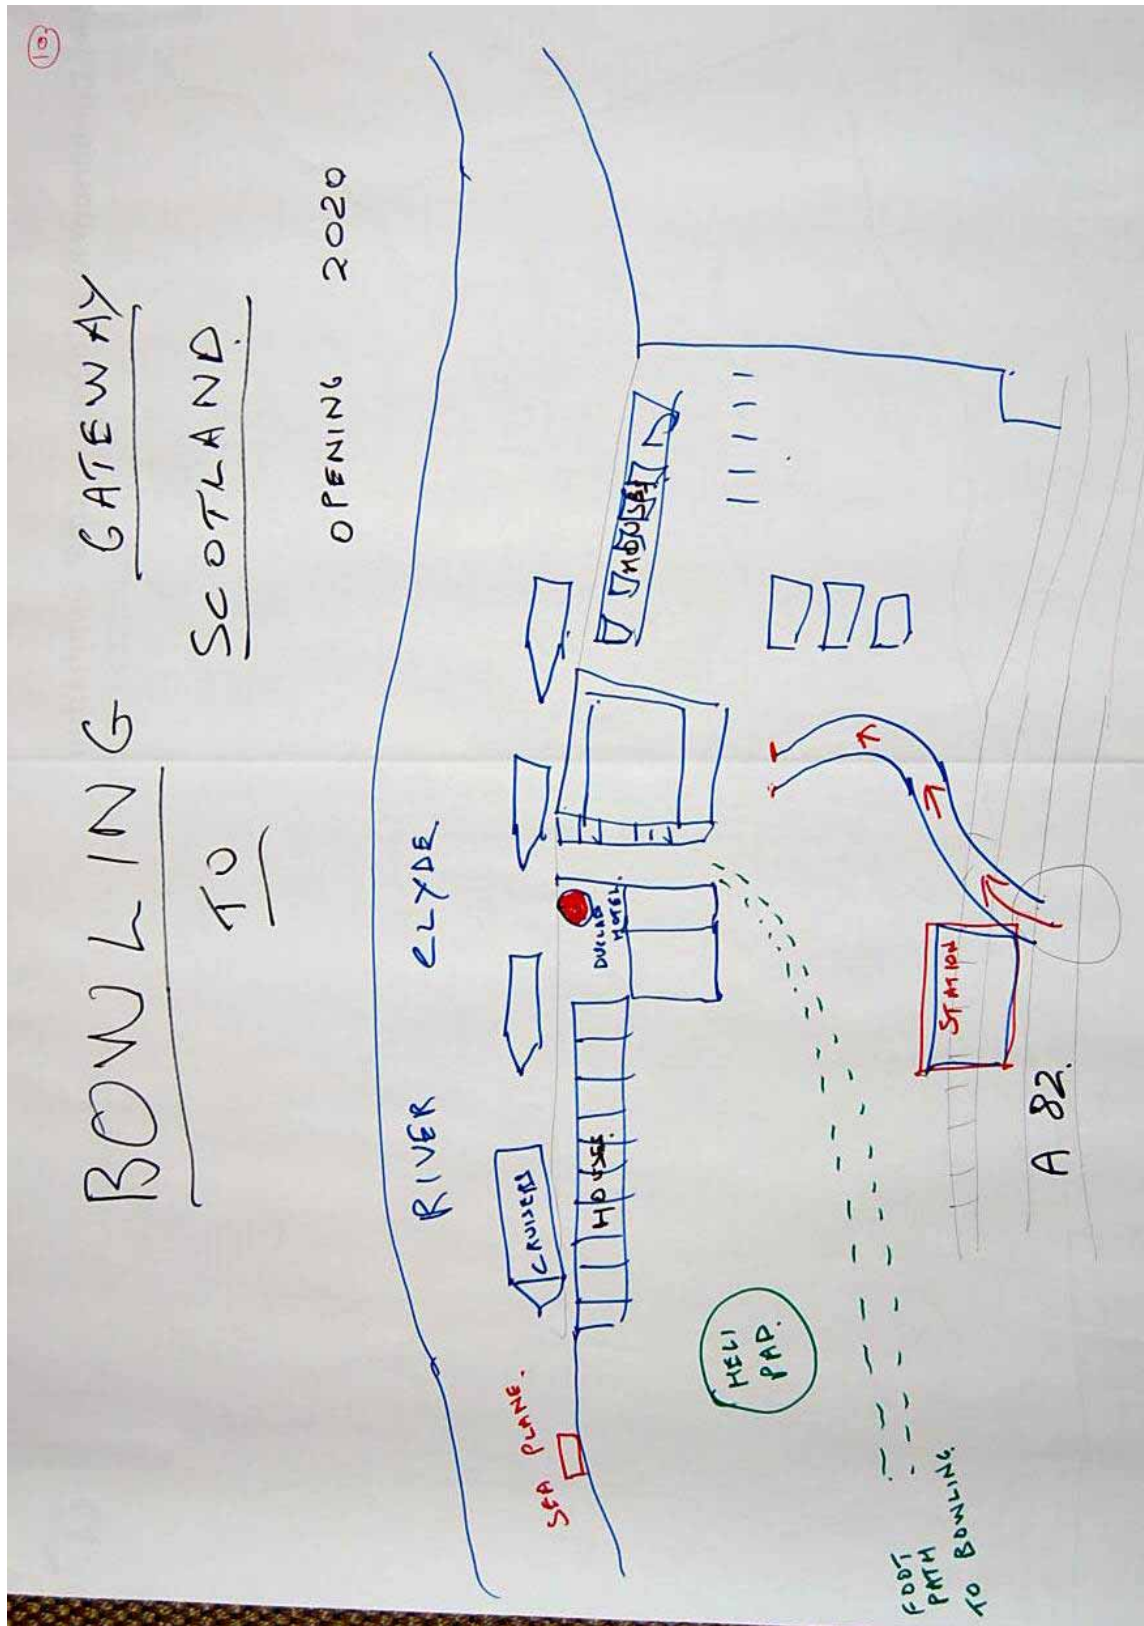 10
BOWLING GATEWAY
TO SCOTLAND
OPENING 2020
RIVER CLYDE
SEA PLANE.
CRUISERS
HOUSES
HOTEL.
HOUSES
HELI
PAD.
STATION
A 82.
FOOT
PATH
TO BOWLING